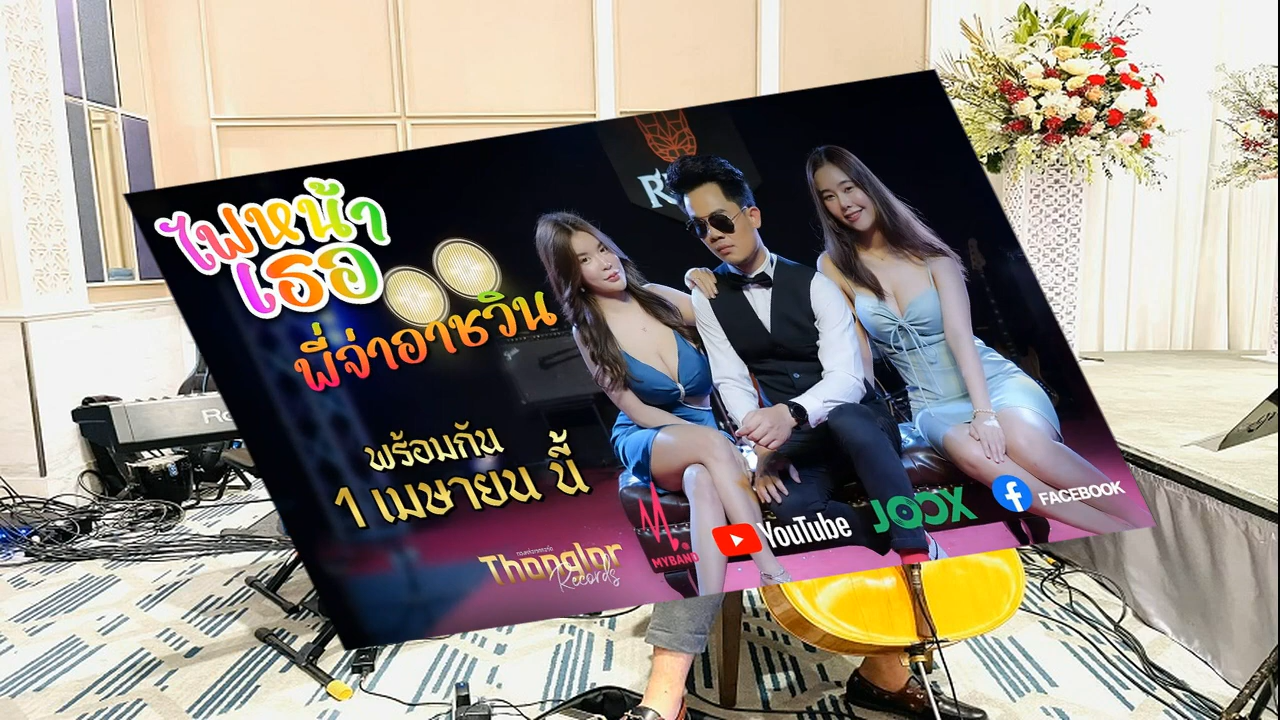 ไฟหน้า
เธอ
พี่จ่าอาชวิน
พร้อมกัน
1 เมษายน นี้
Thonglor
Records
M.
MYBAND
YouTube
JOOX
FACEBOOK